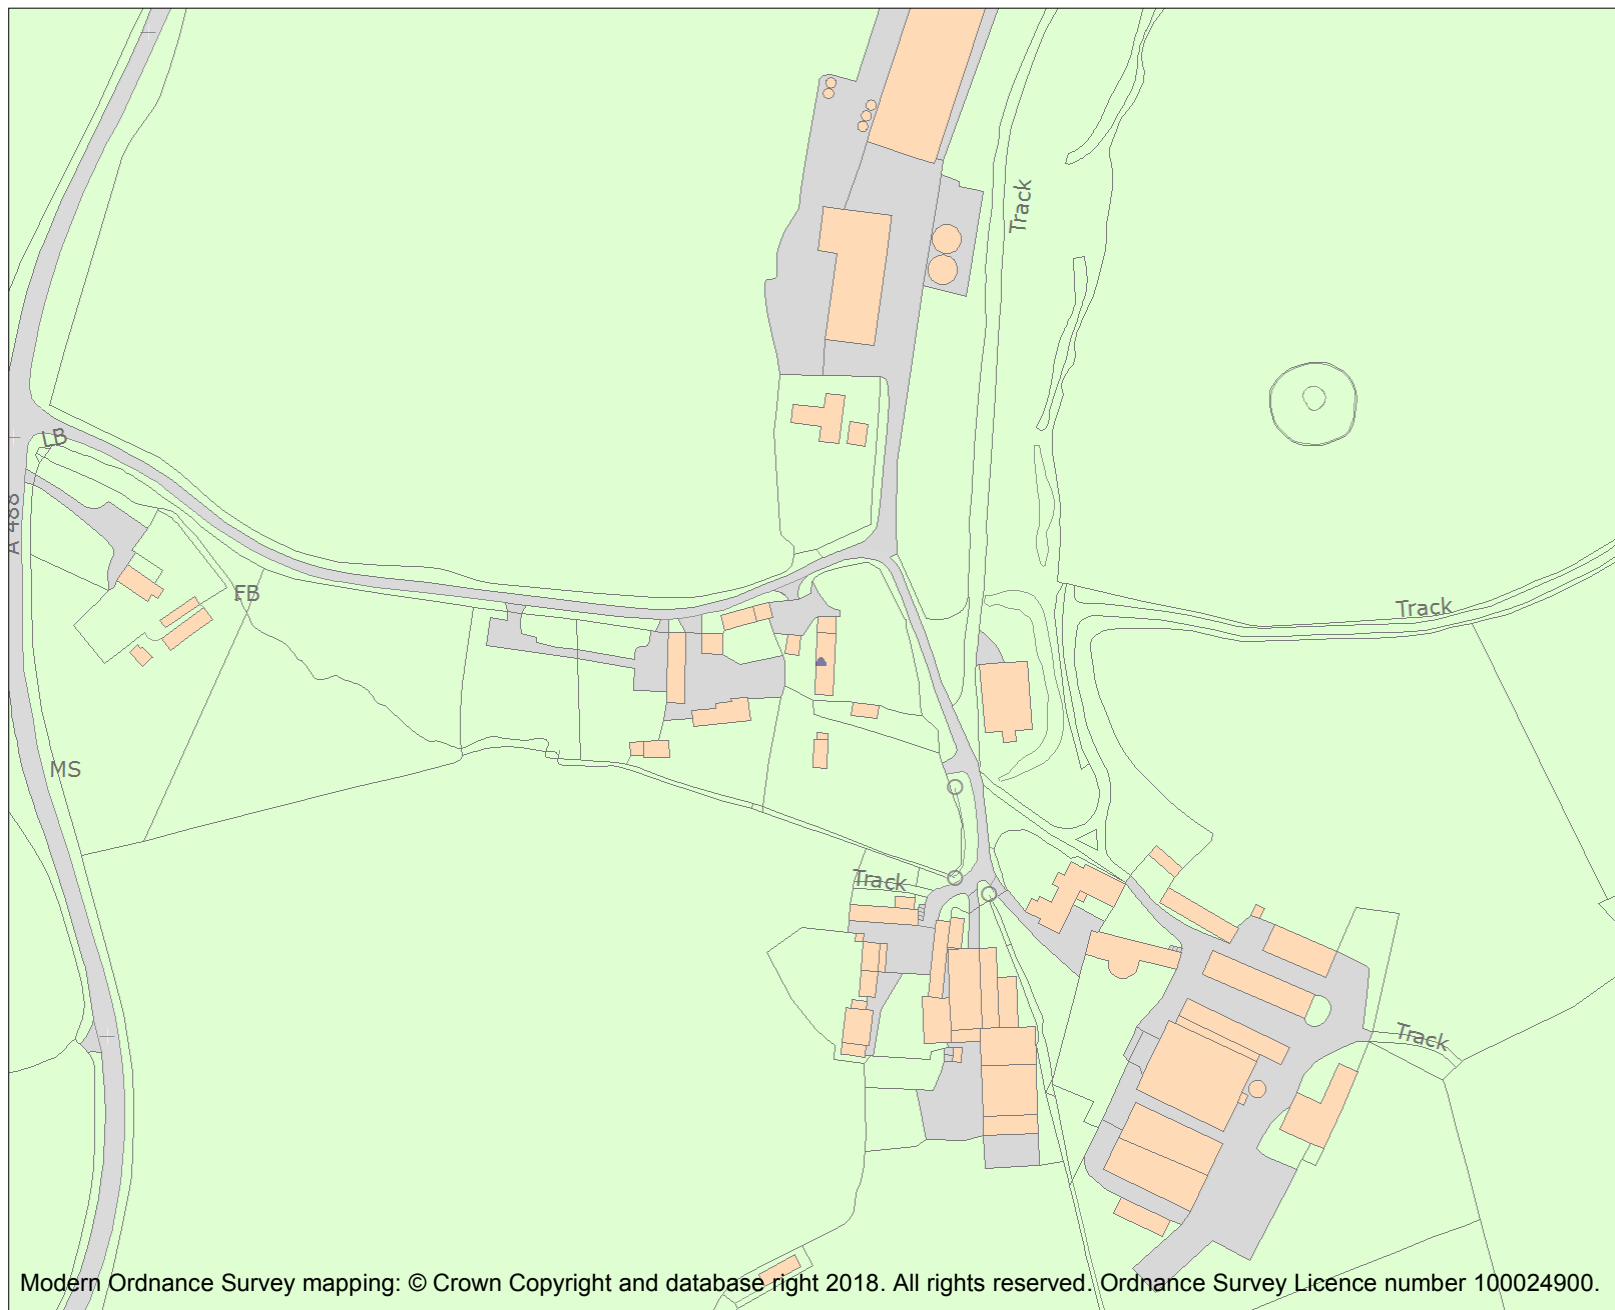 Track
LB
A 488
FB
Track
MS
Track
Track
Modern Ordnance Survey mapping: © Crown Copyright and database right 2018. All rights reserved. Ordnance Survey Licence number 100024900.